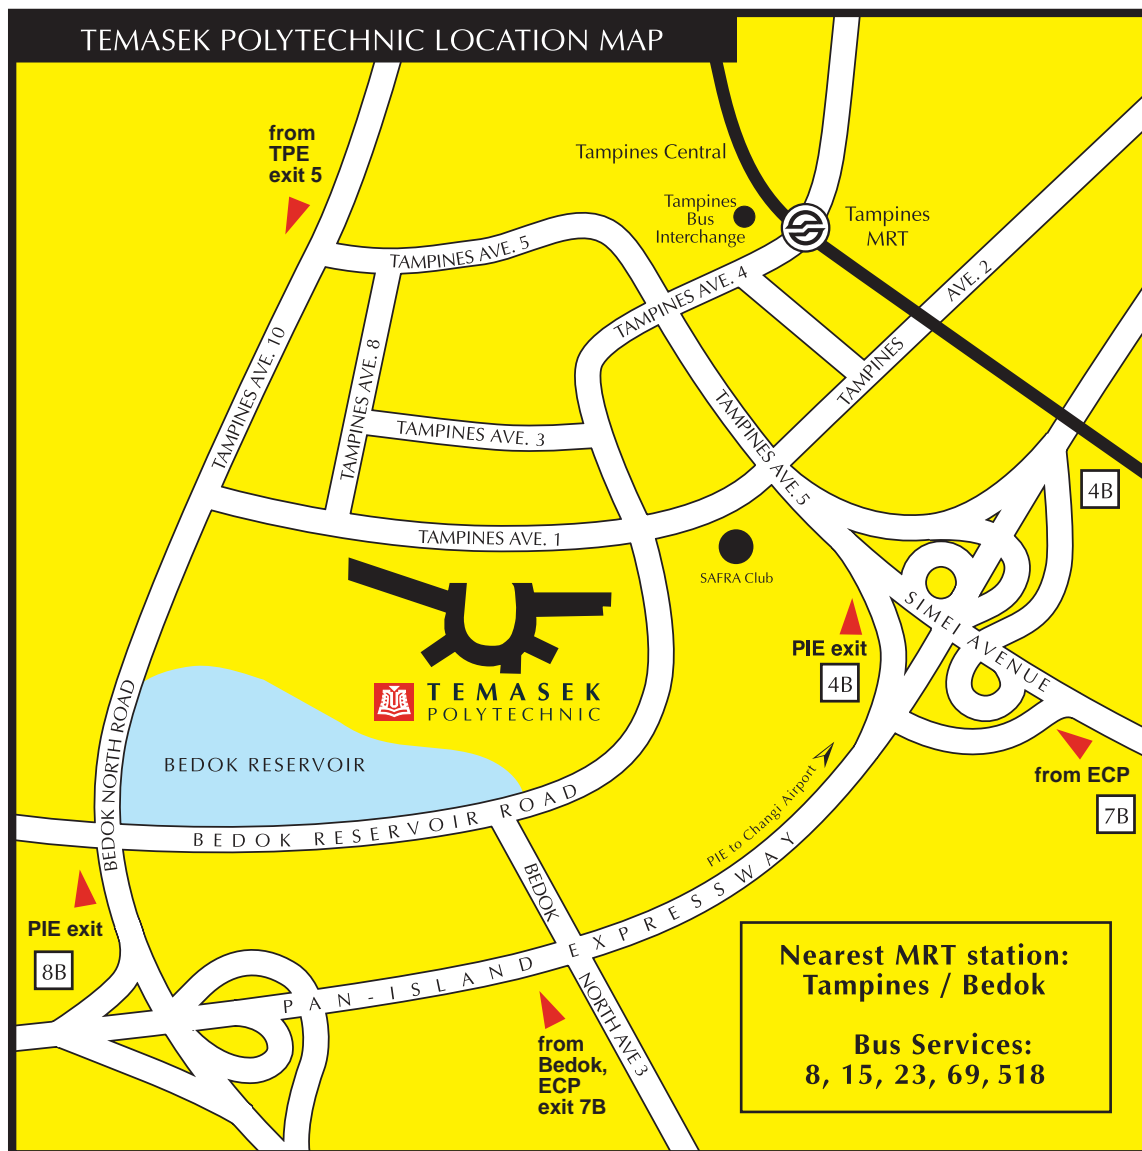 TEMASEK POLYTECHNIC LOCATION MAP
from
TPE
exit 5
Tampines Central
Tampines
Bus
Interchange
Tampines
MRT
TAMPINES AVE. 5
TAMPINES AVE. 4
AVE. 2
TAMPINES
TAMPINES AVE. 10
TAMPINES AVE. 8
TAMPINES AVE. 3
TAMPINES AVE. 5
4B
TAMPINES AVE. 1
SAFRA Club
SIMEI AVENUE
PIE exit
4B
TEMASEK
POLYTECHNIC
BEDOK NORTH ROAD
BEDOK RESERVOIR
from ECP
7B
BEDOK RESERVOIR ROAD
PIE to Changi Airport
BEDOK
PIE exit
8B
PAN-ISLAND EXPRESSWAY
NORTH AVE 3
from
Bedok,
ECP
exit 7B
Nearest MRT station:
Tampines / Bedok
Bus Services:
8, 15, 23, 69, 518